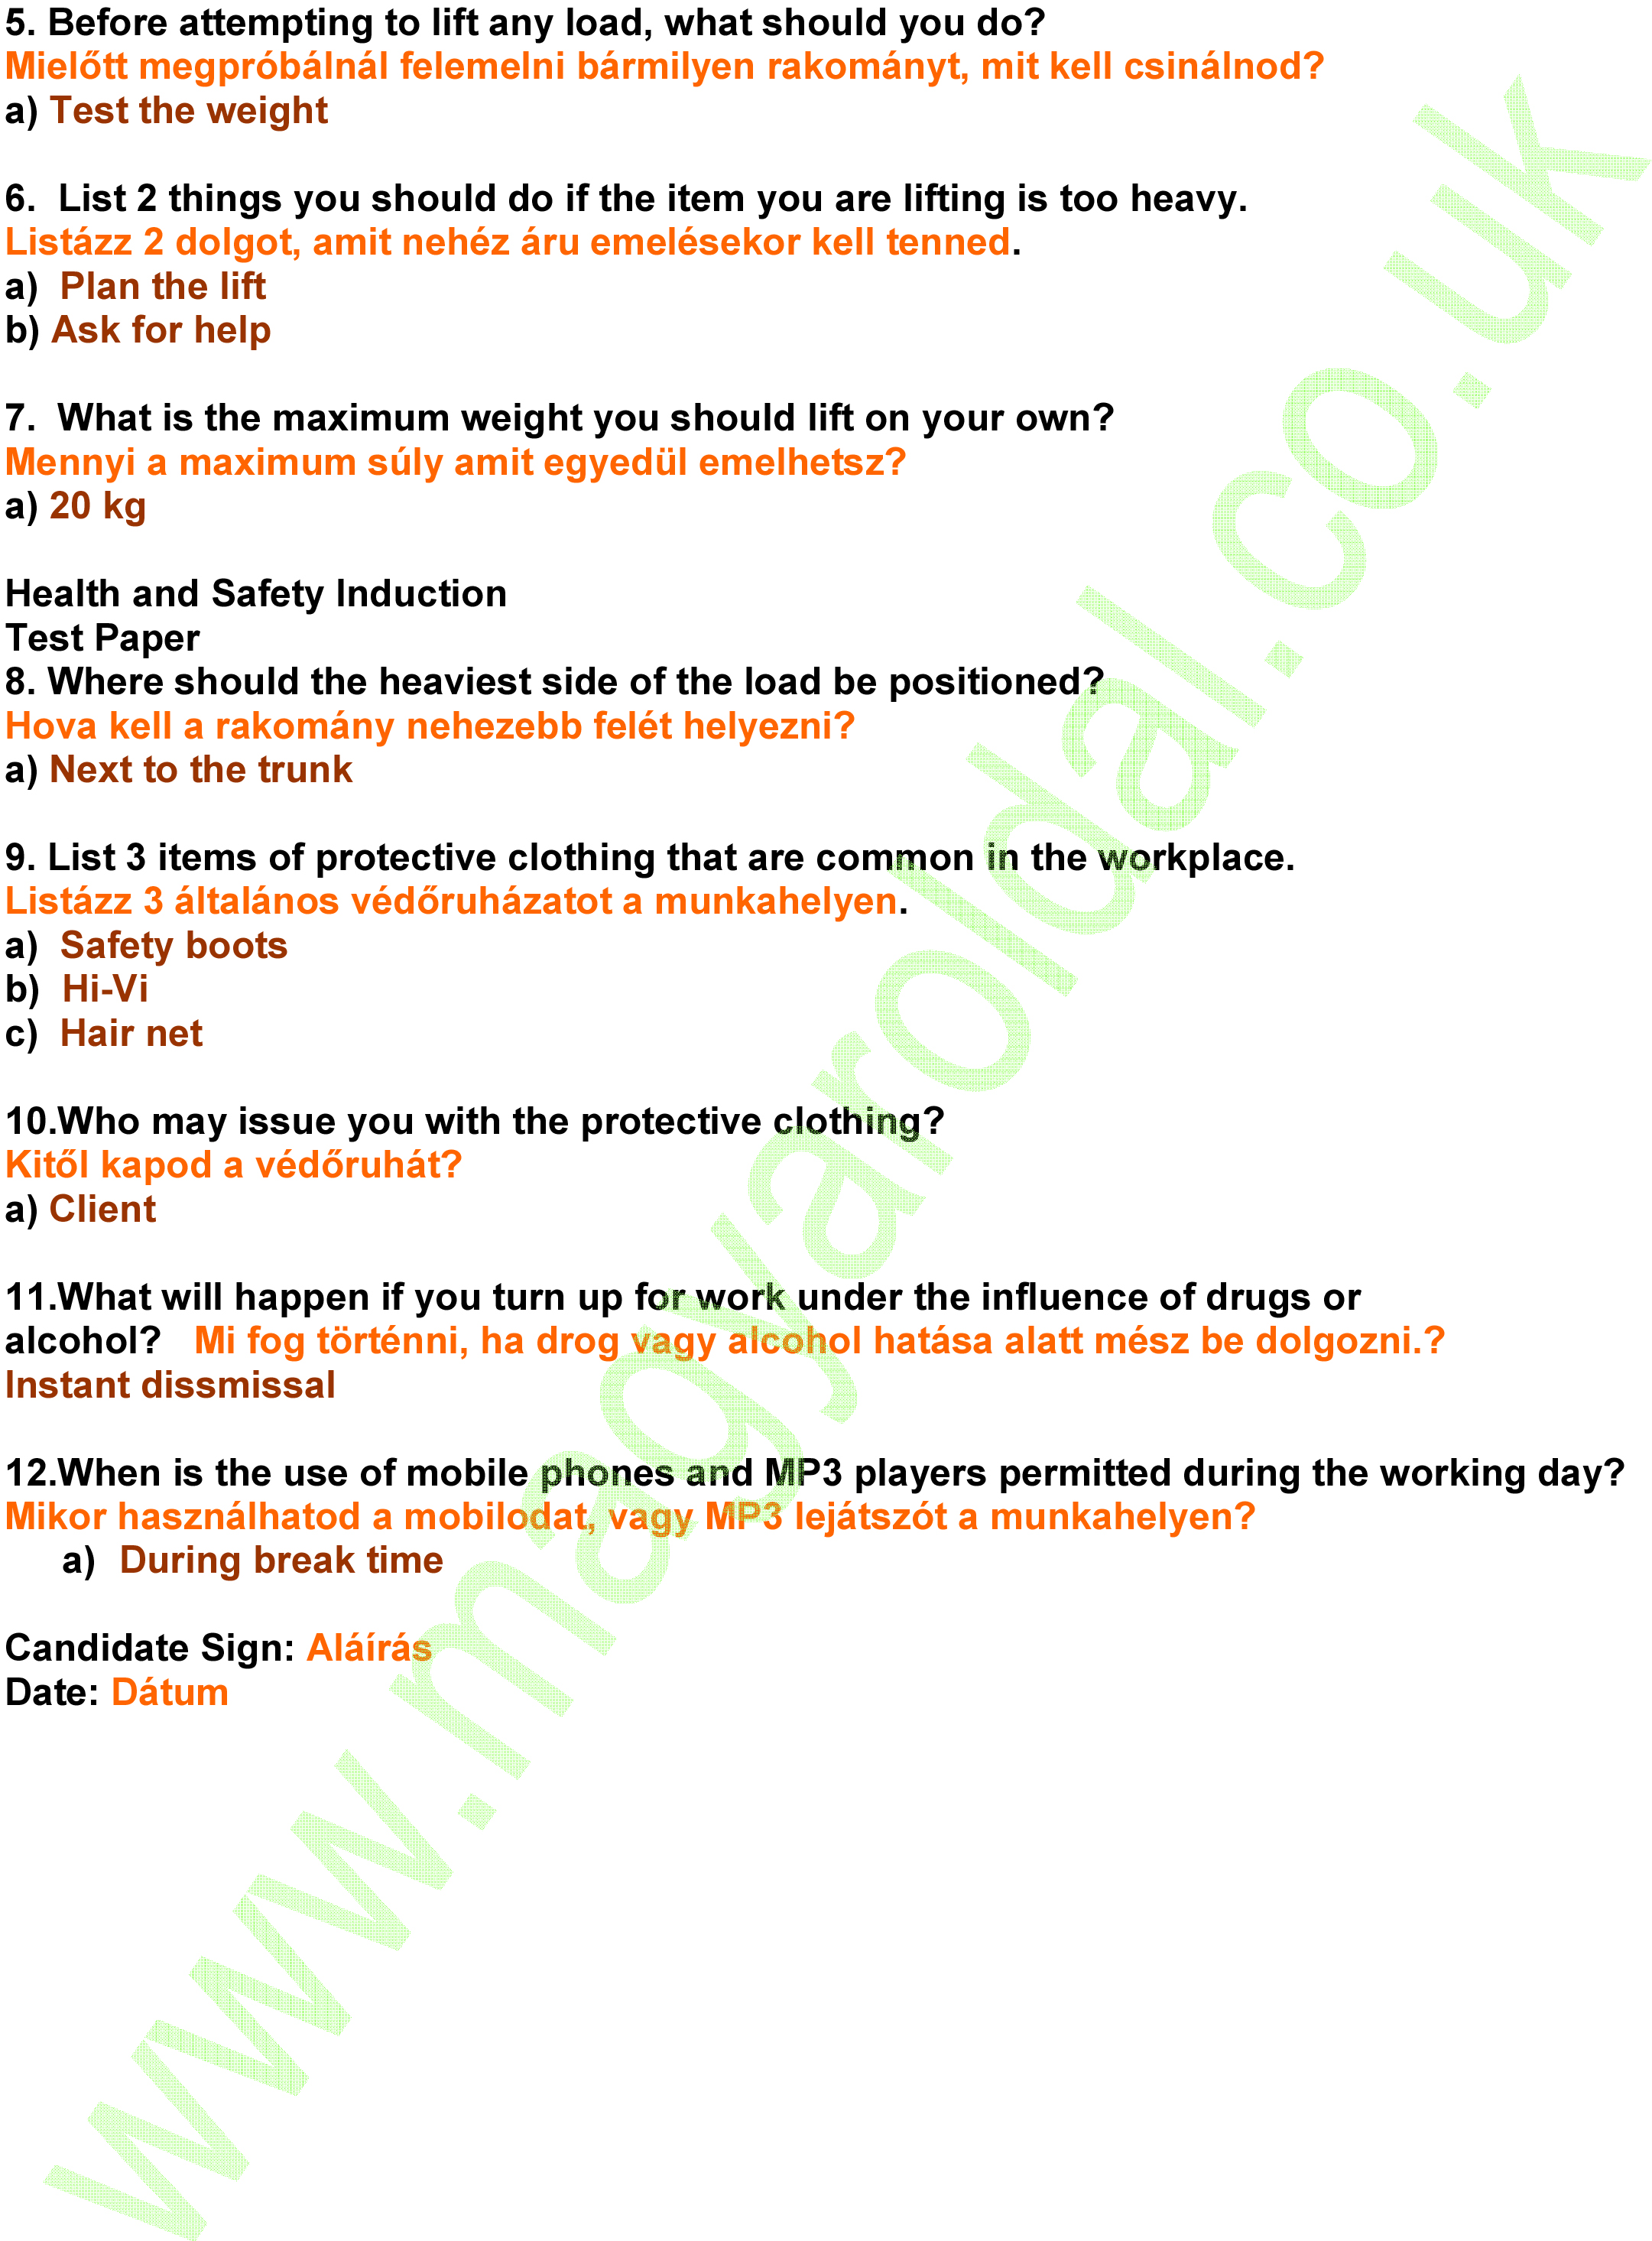 5. Before attempting to lift any load, what should you do?
Mielőtt megpróbálnál felemelni bármilyen rakományt, mit kell csinálnod?
a) Test the weight
6.  List 2 things you should do if the item you are lifting is too heavy.
Listázz 2 dolgot, amit nehéz áru emelésekor kell tenned.
a)  Plan the lift
b) Ask for help
7.  What is the maximum weight you should lift on your own?
Mennyi a maximum súly amit egyedül emelhetsz?
a) 20 kg
Health and Safety Induction
Test Paper
8. Where should the heaviest side of the load be positioned?
Hova kell a rakomány nehezebb felét helyezni?
a) Next to the trunk
9. List 3 items of protective clothing that are common in the workplace.
Listázz 3 általános védőruházatot a munkahelyen.
a)  Safety boots
b)  Hi-Vi
c)  Hair net
10.Who may issue you with the protective clothing?
Kitől kapod a védőruhát?
a) Client
11.What will happen if you turn up for work under the influence of drugs or
alcohol?   Mi fog történni, ha drog vagy alcohol hatása alatt mész be dolgozni.?
Instant dissmissal
12.When is the use of mobile phones and MP3 players permitted during the working day?
Mikor használhatod a mobilodat, vagy MP3 lejátszót a munkahelyen?
a)  During break time
Candidate Sign: Aláírás
Date: Dátum
www.magyaroldal.co.uk